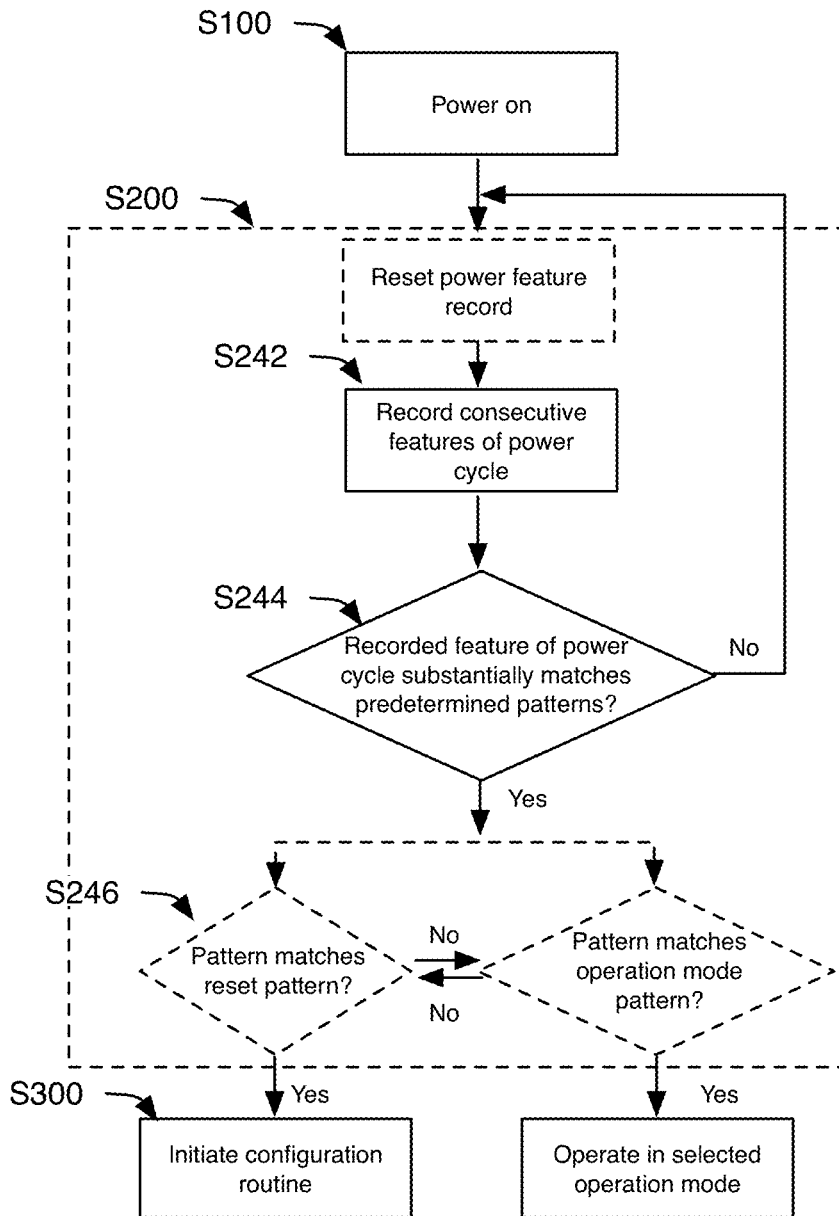 S100
Power on
S200
Reset power feature
record
S242
Record consecutive
features of power
cycle
S244
Recorded feature of power
cycle substantially matches
predetermined patterns?
No
Yes
S246
Pattern matches
reset pattern?
No
No
Pattern matches
operation mode
pattern?
S300
Yes
Yes
Initiate configuration
routine
Operate in selected
operation mode